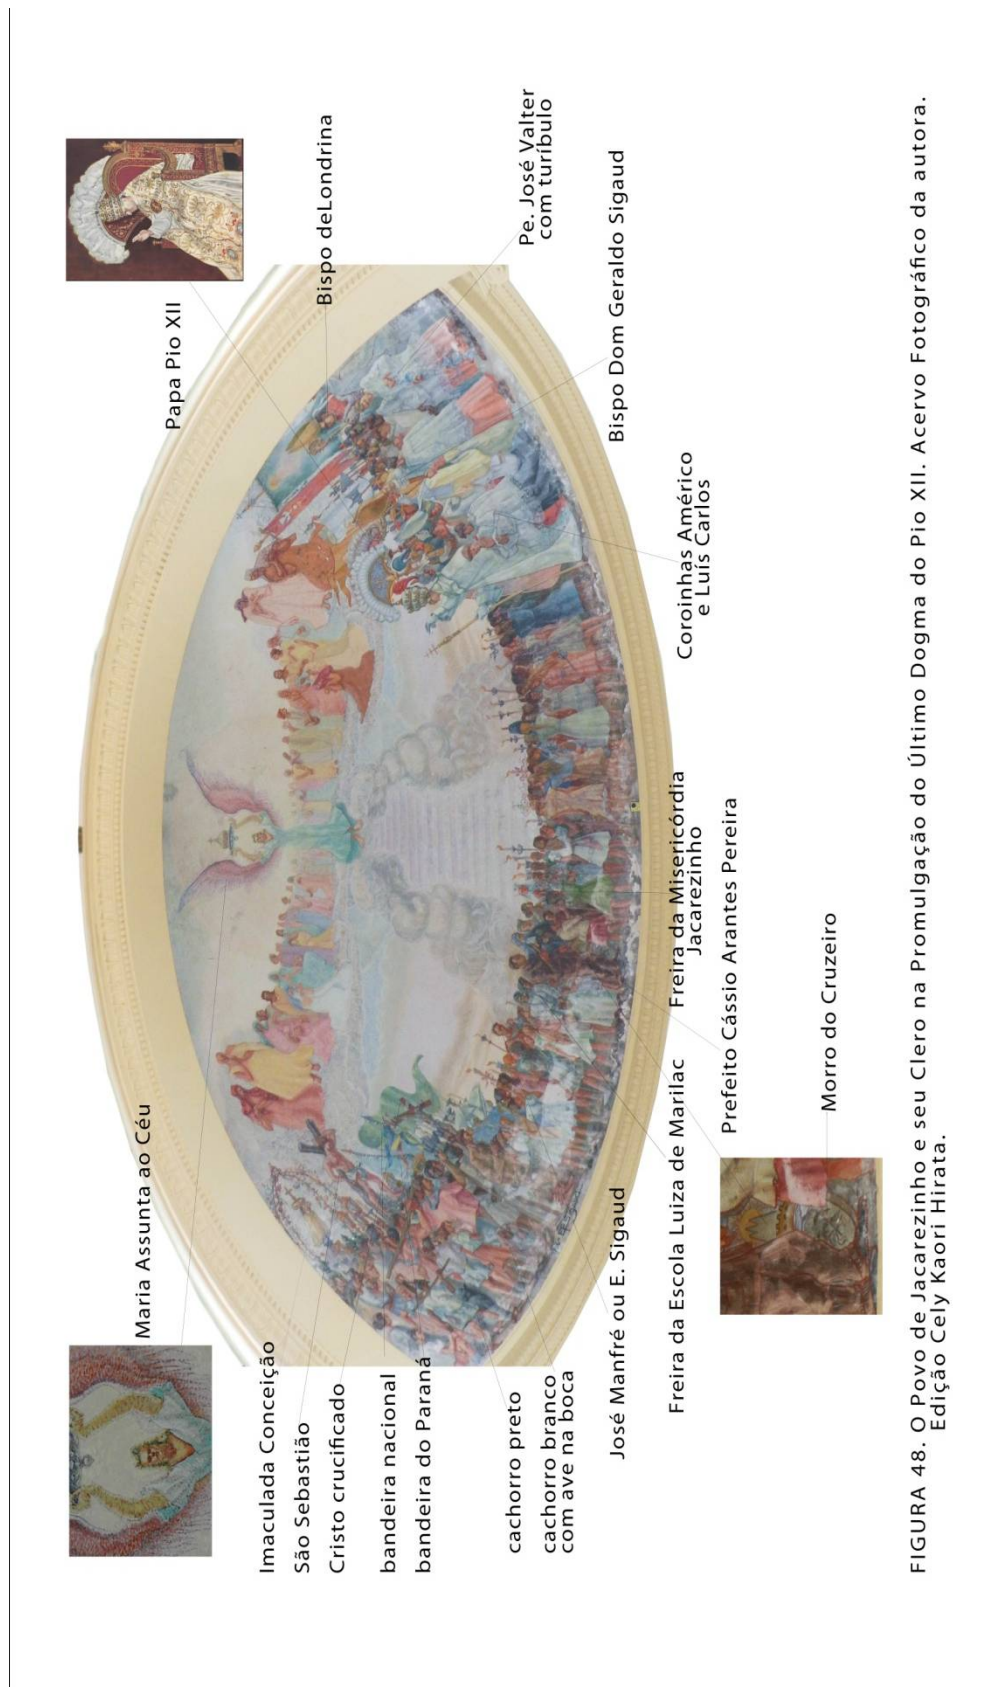 Maria Assunta ao Céu
Papa Pio XII
Bispo deLondrina
Pe. José Valter
com turíbulo
Bispo Dom Geraldo Sigaud
Coroinhas Américo
e Luís Carlos
Freira da Misericórdia
Jacarezinho
Prefeito Cássio Arantes Pereira
Morro do Cruzeiro
Freira da Escola Luiza de Marilac
José Manfré ou E. Sigaud
Imaculada Conceição
São Sebastião
Cristo crucificado
bandeira nacional
bandeira do Paraná
cachorro preto
cachorro branco
com ave na boca
FIGURA 48. O Povo de Jacarezinho e seu Clero na Promulgação do Último Dogma do Pio XII. Acervo Fotográfico da autora.
Edição Cely Kaori Hirata.